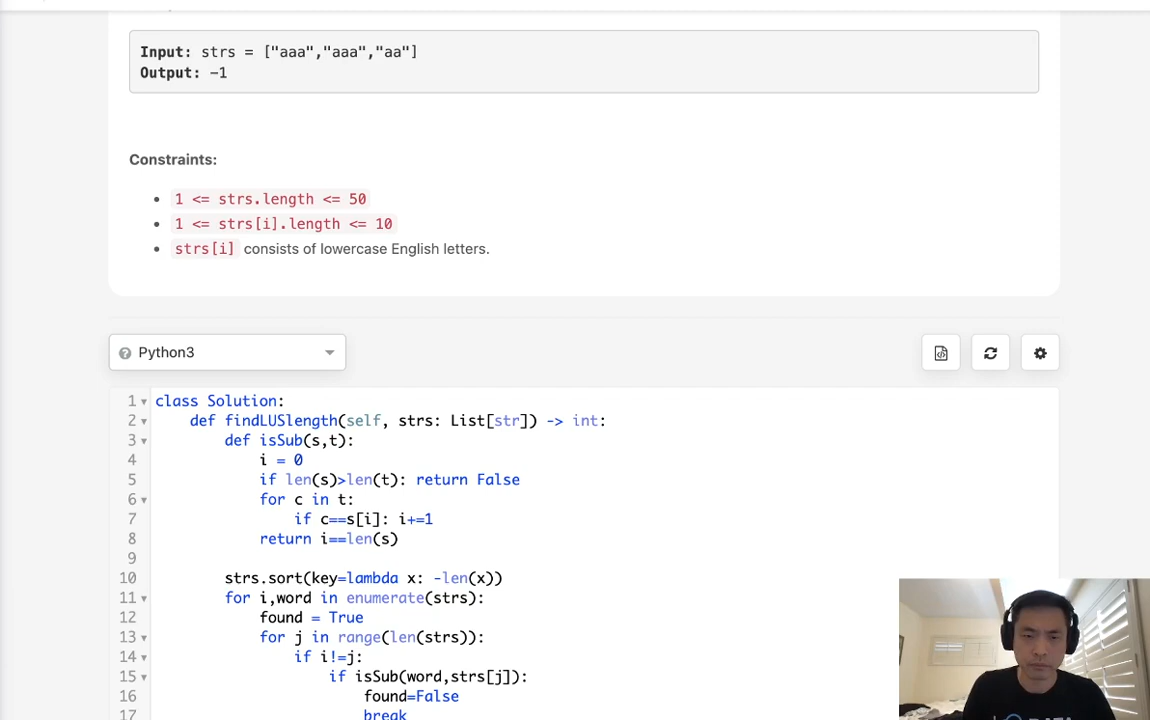 Input: strs = ["aaa","aaa","aa"]
Output: -1
Constraints:
1 <= strs.length <= 50
1 <= strs[i].length <= 10
strs[i] consists of lowercase English letters.
Python3
1 class Solution:
2 def findLUSlength(self, strs: List[str]) -> int:
3 def isSub(s,t):
4 i = 0
5 if len(s)>len(t): return False
6 for c in t:
7 if c==s[i]: i+=1
8 return i==len(s)
9
10 strs.sort(key=lambda x: -len(x))
11 for i,word in enumerate(strs):
12 found = True
13 for j in range(len(strs)):
14 if i!=j:
15 if isSub(word,strs[j]):
16 found=False
17 break